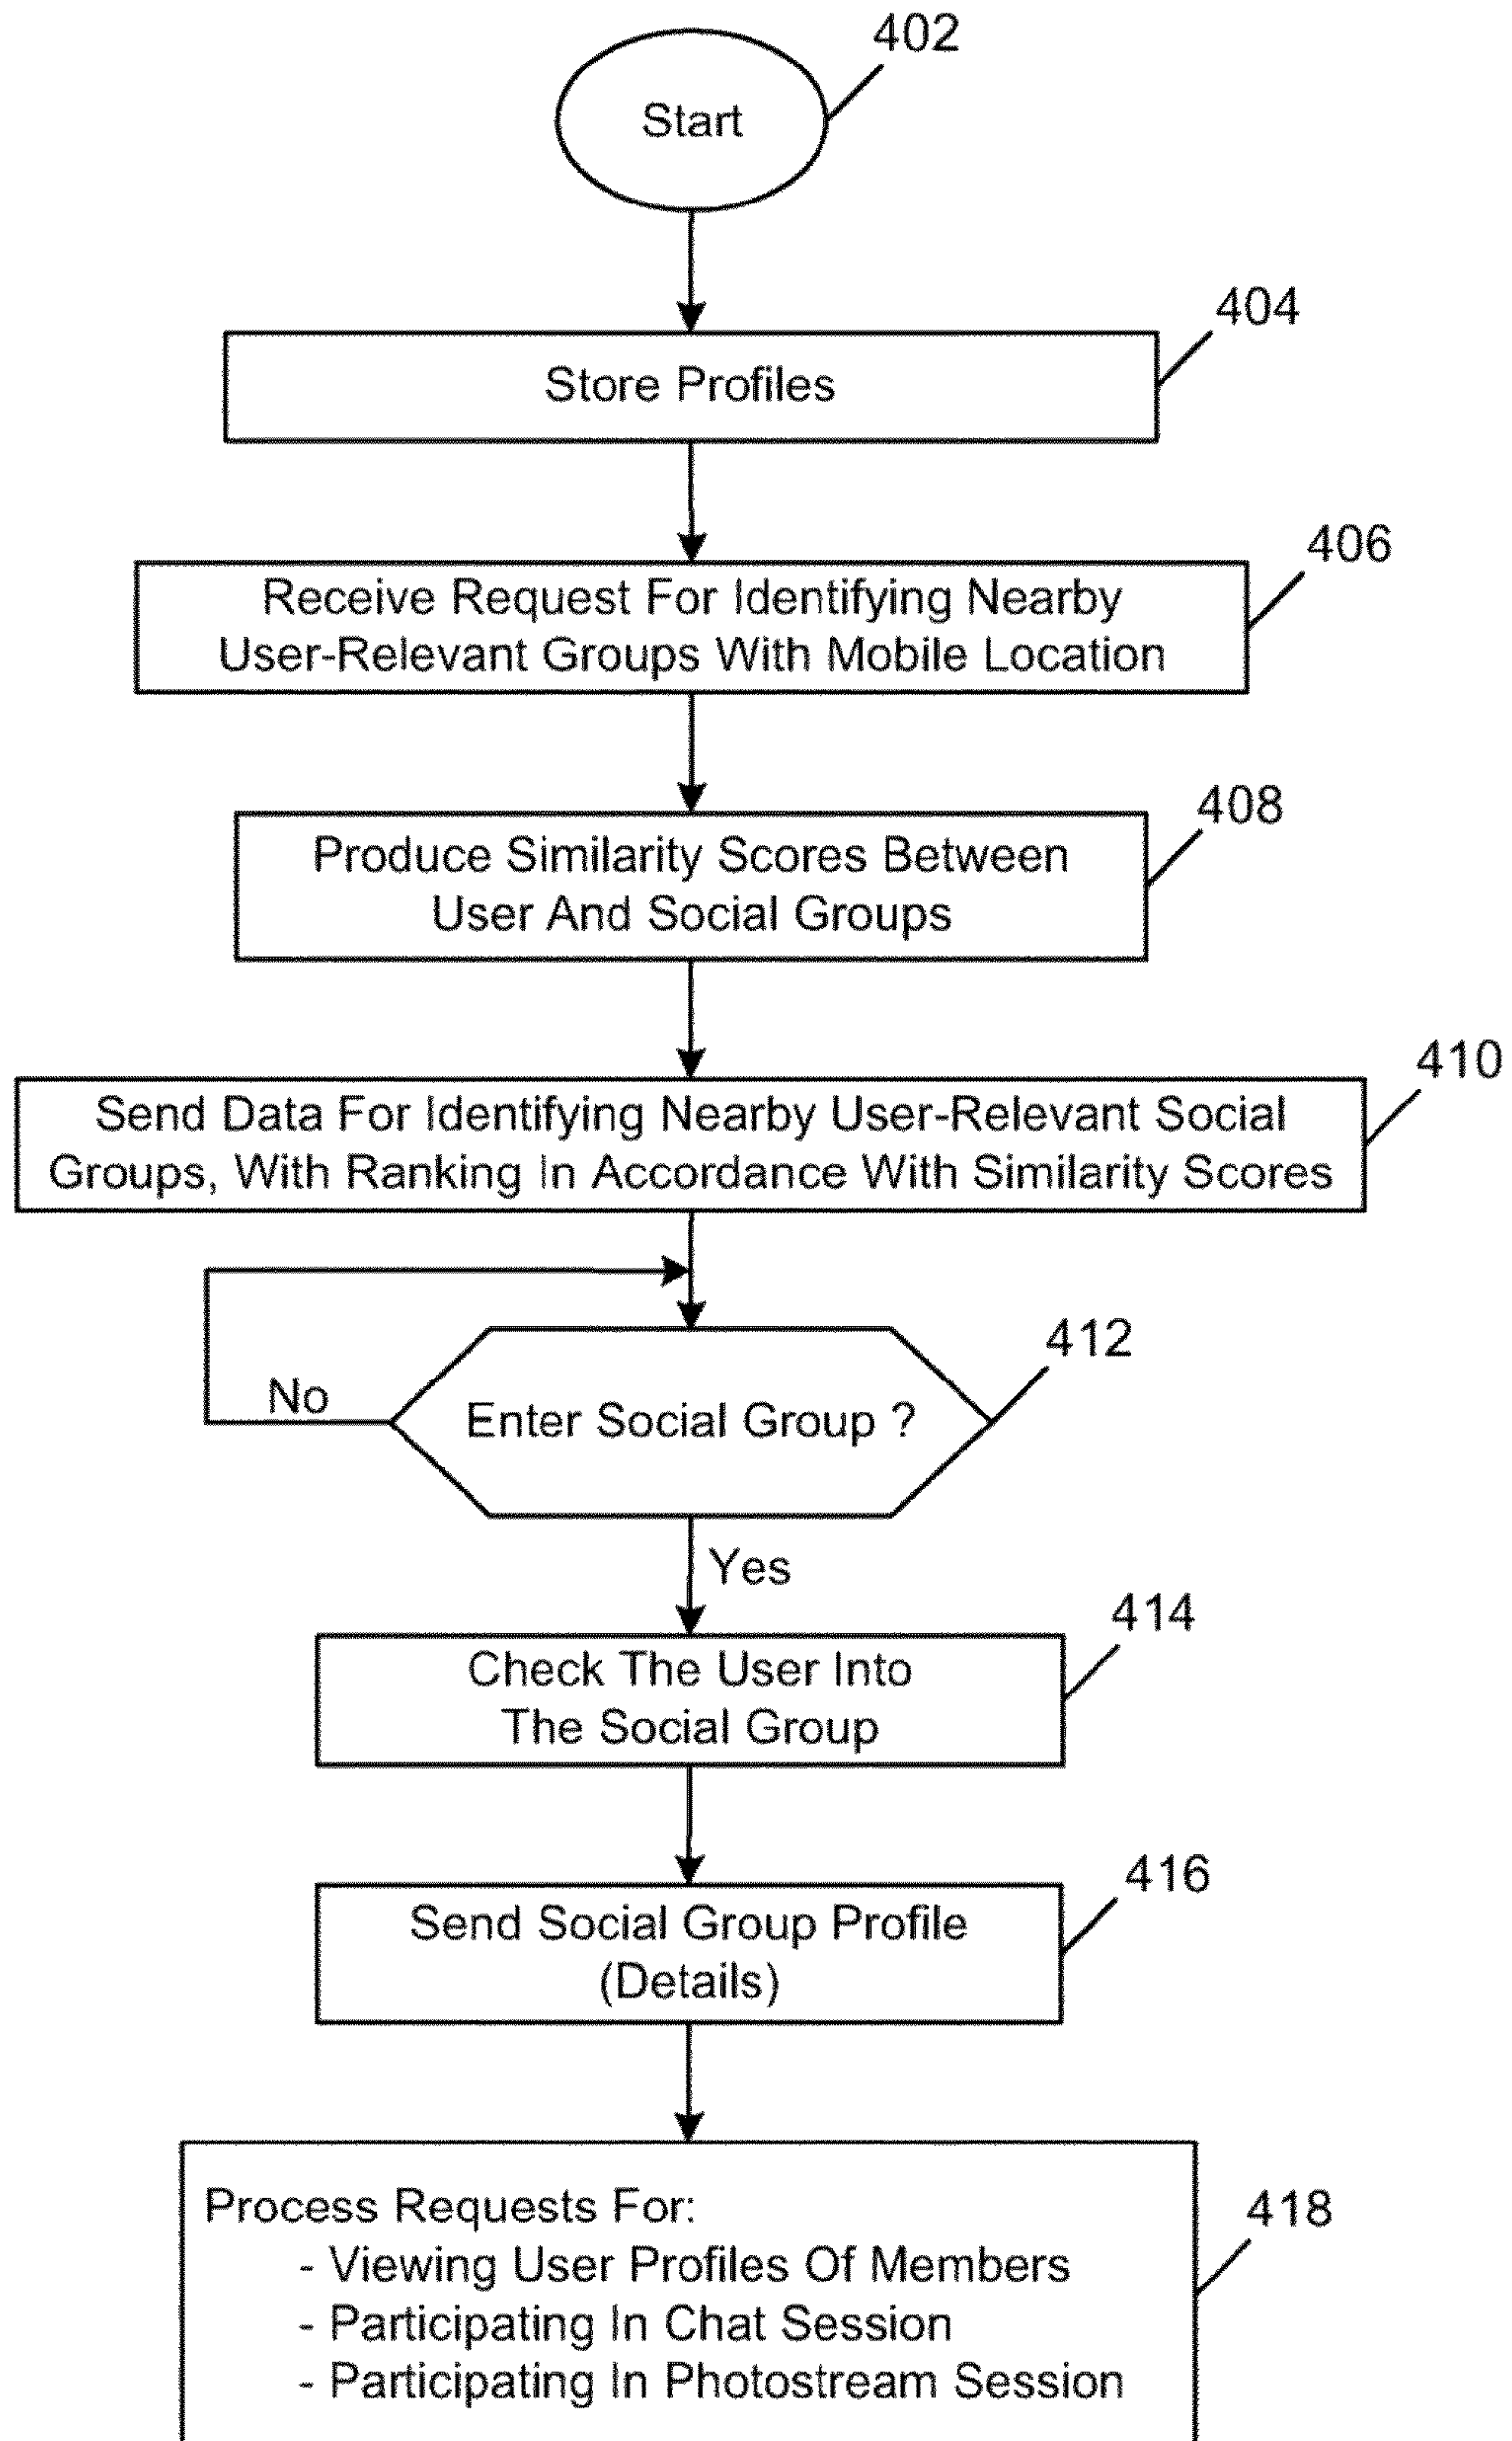 402
Start
404
Store Profiles
406
Receive Request For Identifying Nearby
User-Relevant Groups With Mobile Location
408
Produce Similarity Scores Between
User And Social Groups
410
Send Data For Identifying Nearby User-Relevant Social
Groups, With Ranking In Accordance With Similarity Scores
412
No
Enter Social Group ?
Yes
414
Check The User Into
The Social Group
416
Send Social Group Profile
(Details)
418
Process Requests For:
- Viewing User Profiles Of Members
- Participating In Chat Session
- Participating In Photostream Session